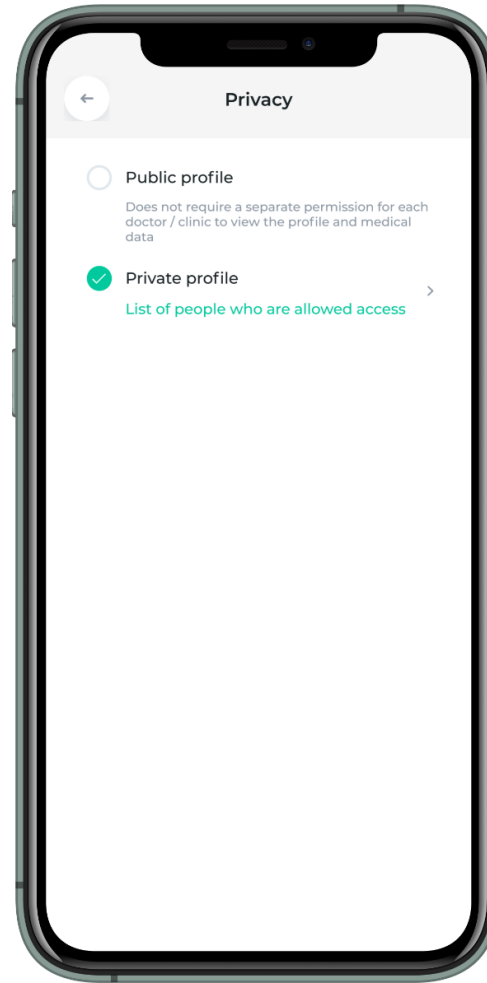 Privacy
Public profile
Does not require a separate permission for each
doctor / clinic to view the profile and medical
data
Private profile
List of people who are allowed access